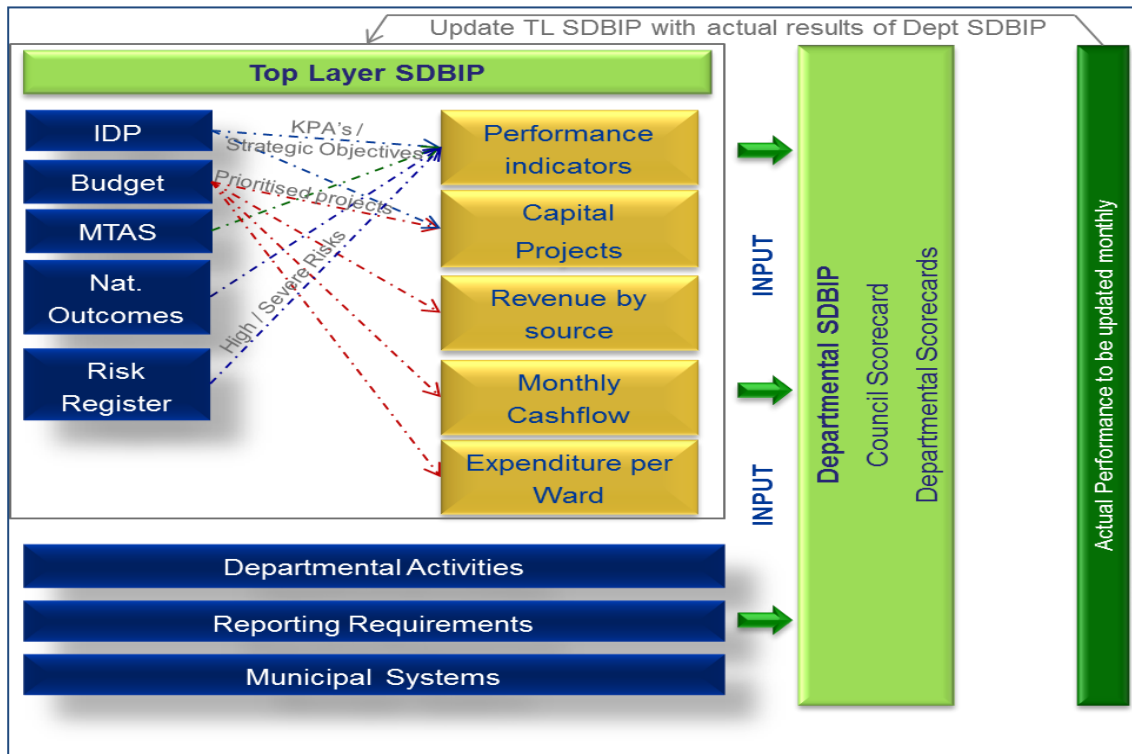 Update TL SDBIP with actual results of Dept SDBIP
Top Layer SDBIP
IDP
Budget
MTAS
Nat.
Outcomes
Risk
Register
KPA's /
Strategic Objectives
Prioritised projects
High / Severe Risks
Performance
indicators
Capital
Projects
Revenue by
source
Monthly
Cashflow
Expenditure per
Ward
INPUT
INPUT
Departmental Activities
Reporting Requirements
Municipal Systems
Departmental SDBIP
Council Scorecard
Departmental Scorecards
Actual Performance to be updated monthly